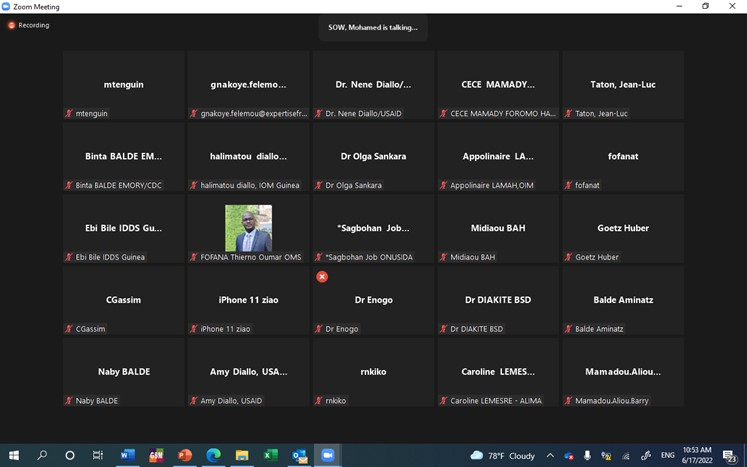 Zoom Meeting
Recording
SOW, Mohamed is talking...
mtenguin
gnakoye.felemo...
Dr. Nene Diallo/...
CECE MAMADY...
Taton, Jean-Luc
mtenguin
gnakoye.felemou@expertisefr...
Dr. Nene Diallo/USAID
CECE MAMADY FOROMO HA...
Taton, Jean-Luc
Binta BALDE EM...
halimatou diallo...
Dr Olga Sankara
Appolinaire LA...
fofanat
Binta BALDE EMORY/CDC
halimatou diallo, IOM Guinea
Dr Olga Sankara
Appolinaire LAMAH,OIM
fofanat
Ebi Bile IDDS Gu...
*Sagbohan Job...
Midiaou BAH
Goetz Huber
Ebi Bile IDDS Guinea
FOFANA Thierno Oumar OMS
*Sagbohan Job ONUSIDA
Midiaou BAH
Goetz Huber
CGassim
iPhone 11 ziao
Dr Enogo
Dr DIAKITE BSD
Balde Aminatz
CGassim
iPhone 11 ziao
Dr Enogo
Dr DIAKITE BSD
Balde Aminatz
Naby BALDE
Amy Diallo, USA...
rnkiko
Caroline LEMES...
Mamadou.Aliou...
Naby BALDE
Amy Diallo, USAID
rnkiko
Caroline LEMESRE - ALIMA
Mamadou.Aliou.Barry
78°F Cloudy
ENG
10:53 AM
6/17/2022
23